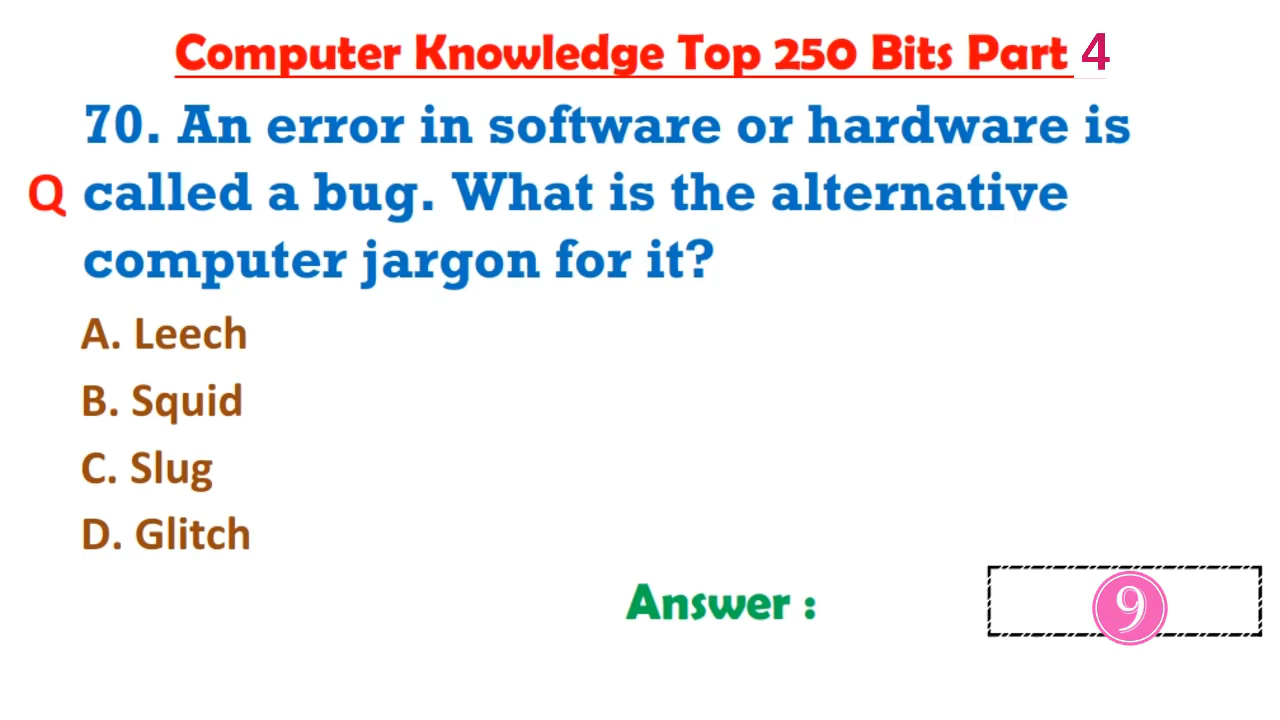 Computer Knowledge Top 250 Bits Part 4
70. An error in software or hardware is
Q called a bug. What is the alternative
computer jargon for it?
A. Leech
B. Squid
C. Slug
D. Glitch
Answer : 9